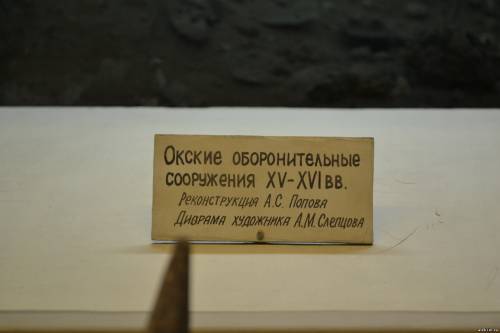 Окские оборонительные
сооружения XV-XVI вв.
Реконструкция А.С. Попова
Диорама художника А.М. Слепцова